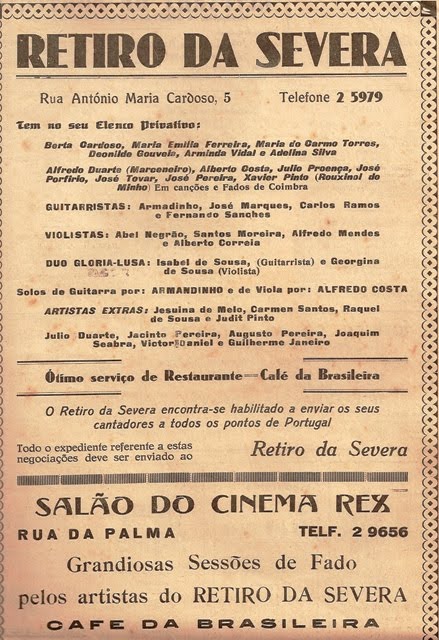 RETIRO DA SEVERA
Rua António Maria Cardoso, 5 Telefone 2 5979
Tem no seu Elenco Privativo:
Berta Cardoso, Maria Emília Ferreira, Maria do Carmo Torres,
Deonilde Gouveia, Arminda Vidal e Adelina Silva
Alfredo Duarte (Marceneiro), Alberto Costa, Julio Proença, José
Porfirio, José Tovar, José Pereira, Xavier Pinto (Rouxinol do
Minho) Em canções e Fados de Coimbra
GUITARRISTAS: Armadinho, José Marques, Carlos Ramos
e Fernando Sanches
VIOLISTAS: Abel Negrão, Santos Moreira, Alfredo Mendes
e Alberto Correia
DUO GLORIA-LUSA: Isabel de Sousa, (Guitarrista) e Georgina
de Sousa (Violista)
Solos de Guitarra por: ARMANDINHO e de Viola por: ALFREDO COSTA
ARTISTAS EXTRAS: Jesuina de Melo, Carmen Santos, Raquel
de Sousa e Judit Pinto
Julio Duarte, Jacinto Pereira, Augusto Pereira, Joaquim
Seabra, Victor Daniel e Guilherme Janeiro
Ótimo serviço de Restaurante—Café da Brasileira
O Retiro da Severa encontra-se habilitado a enviar os seus
cantadores a todos os pontos de Portugal
Todo o expediente referente a estas
negociações deve ser enviado ao Retiro da Severa
SALÃO DO CINEMA REX
RUA DA PALMA TELF. 2 9656
Grandiosas Sessões de Fado
pelos artistas do RETIRO DA SEVERA
CAFE DA BRASILEIRA